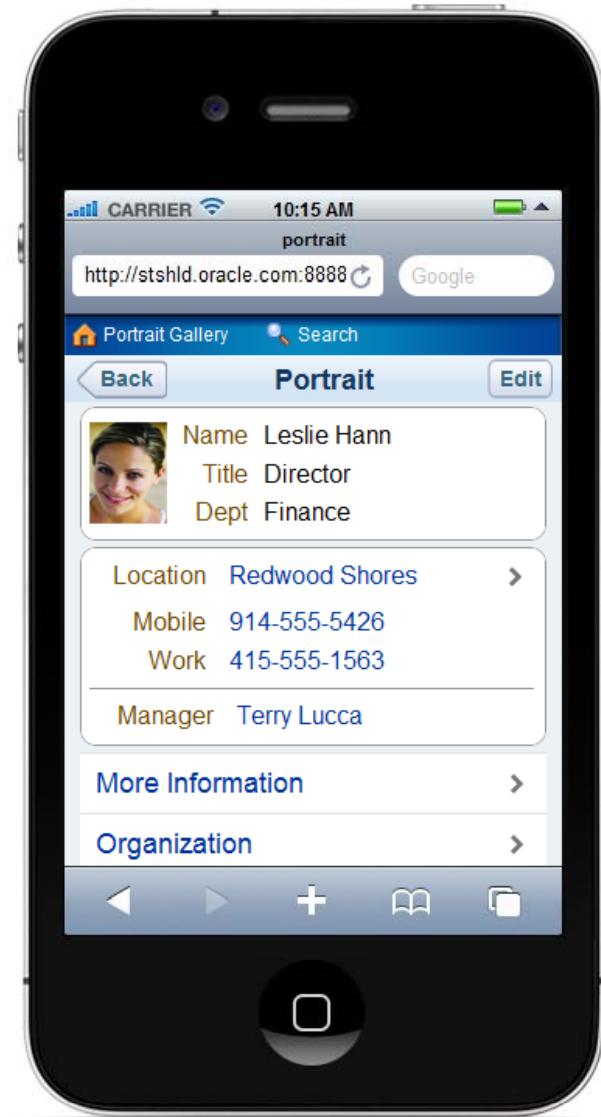 CARRIER 10:15 AM
portrait
http://stshld.oracle.com:8888 Google
Portrait Gallery Search
Back Portrait Edit
Name Leslie Hann
Title Director
Dept Finance
Location Redwood Shores
Mobile 914-555-5426
Work 415-555-1563
Manager Terry Lucca
More Information
Organization